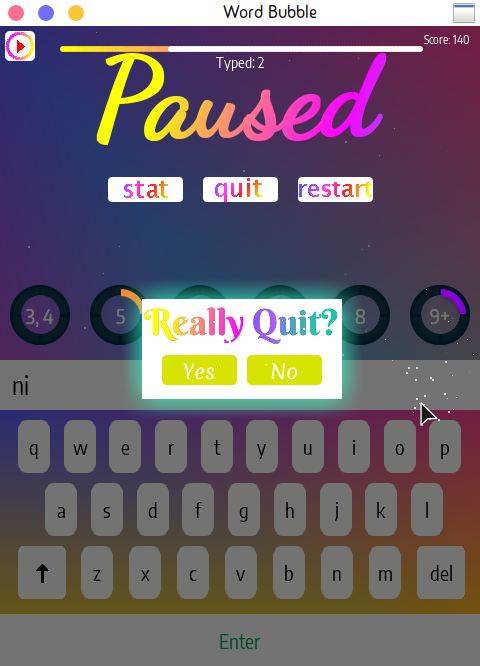 Word Bubble
Score: 140
Typed: 2
Paused
stat quit restart
3, 4 5 8 9+
Really Quit?
Yes No
ni
q w e r t y u i o p
a s d f g h j k l
z x c v b n m del
Enter